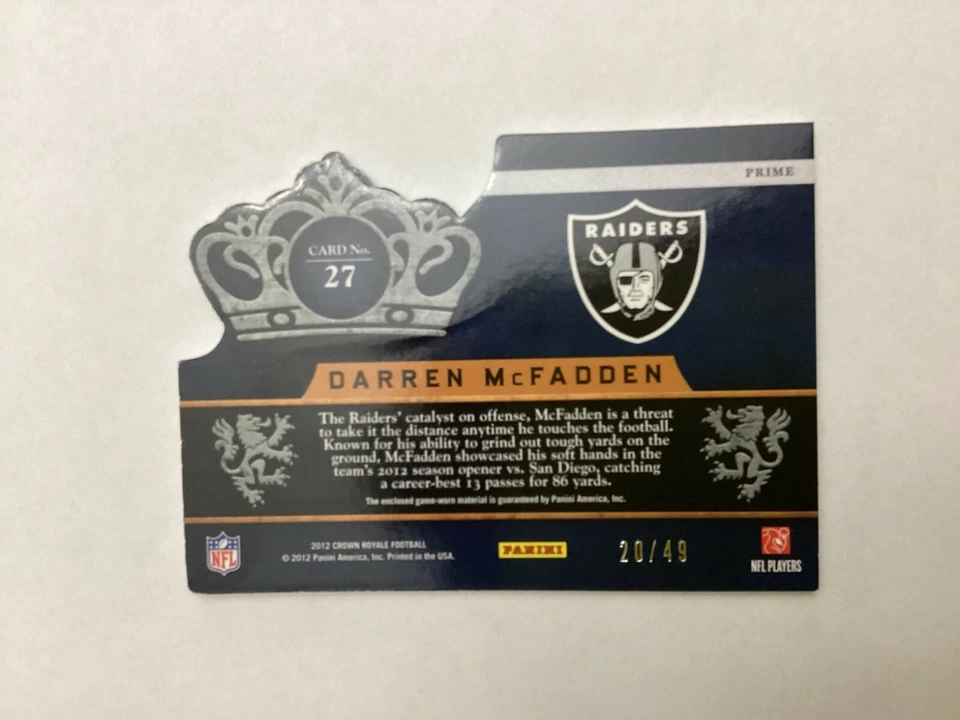 PRIME
RAIDERS
CARD No.
27
DARREN McFADDEN
The Raiders' catalyst on offense, McFadden is a threat
to take it the distance anytime he touches the football.
Known for his ability to grind out tough yards on the
ground, McFadden showcased his soft hands in the
team's 2012 season opener vs. San Diego, catching
a career-best 13 passes for 86 yards.
The enclosed game-worn material is guaranteed by Panini America, Inc.
NFL
2012 CROWN ROYALE FOOTBALL
© 2012 Panini America, Inc. Printed in the USA.
PANINI
20/49
NFL PLAYERS